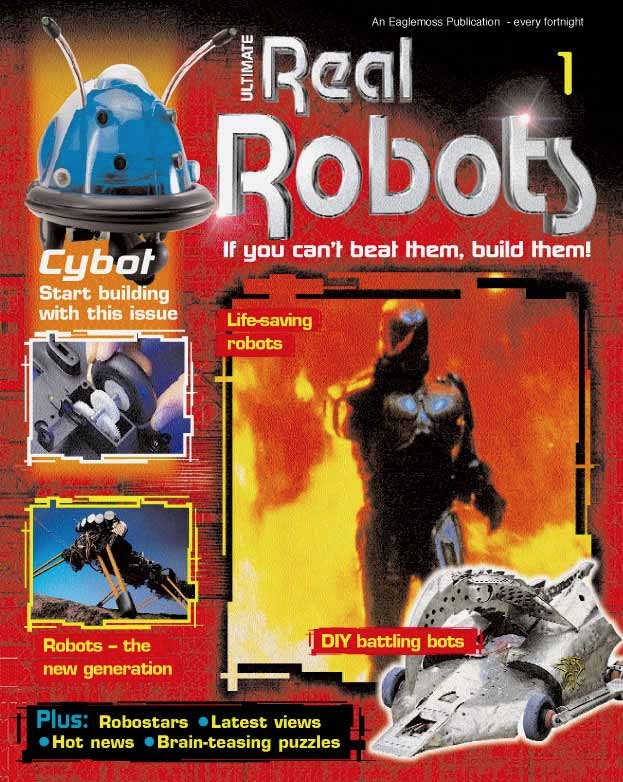 An Eaglemoss Publication - every fortnight
ULTIMATE
Real
Robots
1
If you can't beat them, build them!
Cybot
Start building
with this issue
Life-saving
robots
DIY battling bots
Robots – the
new generation
Plus: Robostars • Latest views
• Hot news • Brain-teasing puzzles